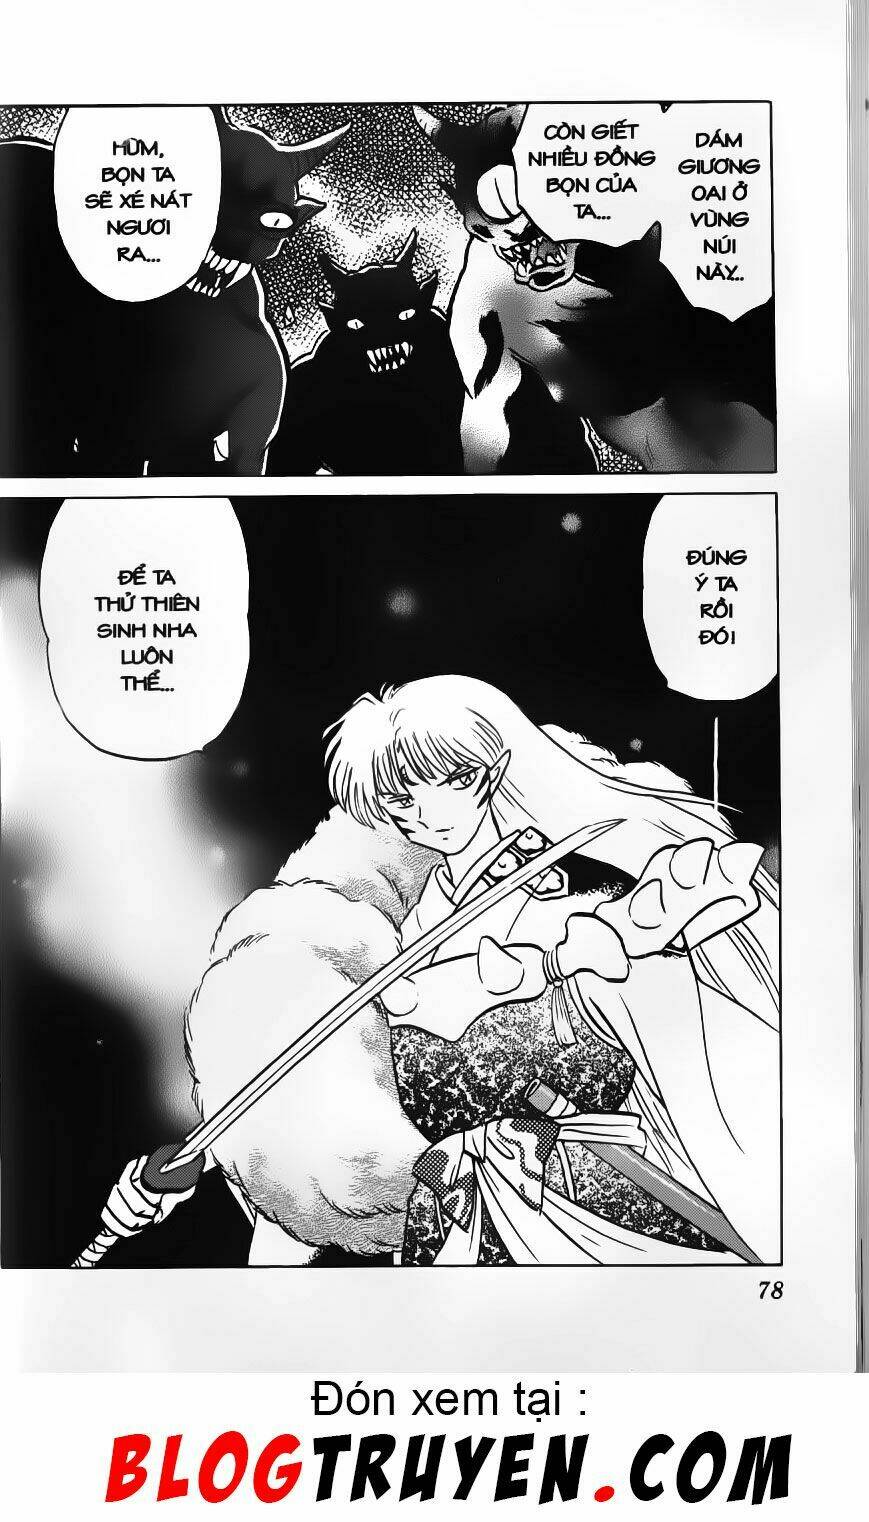 DÁM
GIƯƠNG
OAI Ở
VÙNG
NÚI
NÀY...
CÒN GIẾT
NHIỀU ĐỒNG
BỌN CỦA
TA...
HỪM,
BỌN TA
SẼ XÉ NÁT
NGƯƠI
RA...
ĐÚNG
Ý TA
RỒI
ĐÓ!
ĐỂ TA
THỬ THIÊN
SINH NHA
LUÔN
THỂ...
78
Đón xem tại :
BLOGTRUYEN.COM